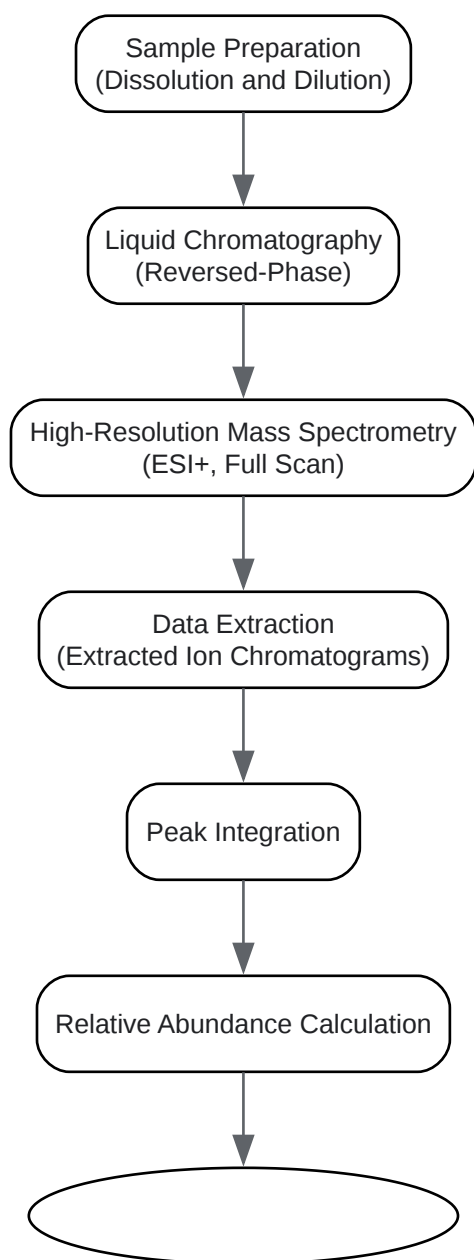 Sample Preparation
(Dissolution and Dilution)
Liquid Chromatography
(Reversed-Phase)
High-Resolution Mass Spectrometry
(ESI+, Full Scan)
Data Extraction
(Extracted Ion Chromatograms)
Peak Integration
Relative Abundance Calculation